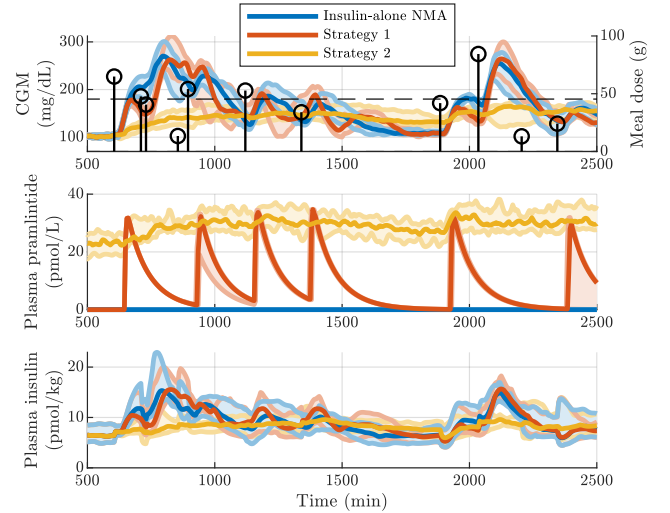 Insulin-alone NMA
Strategy 1
Strategy 2
300
200
100
CGM
(mg/dL)
100
50
0
Meal dose (g)
500
1000
1500
2000
2500
40
20
0
Plasma pramlintide
(pmol/L)
500
1000
1500
2000
2500
20
10
0
Plasma insulin
(pmol/kg)
500
1000
1500
2000
2500
Time (min)